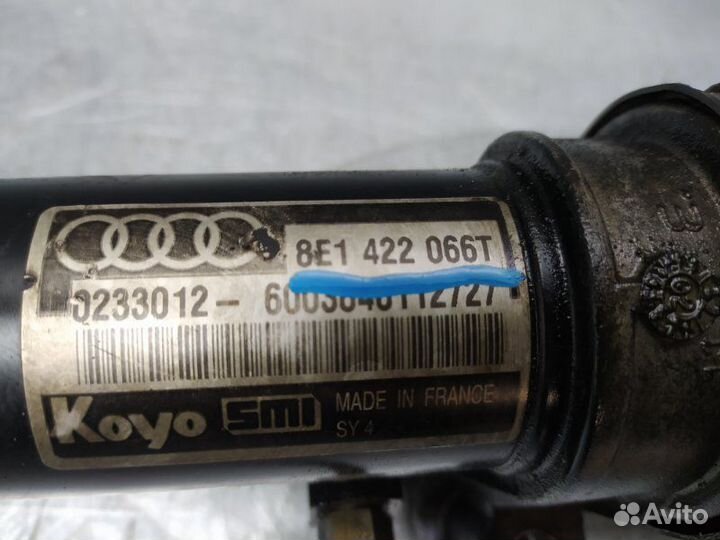 8E1 422 066T
0233012-
Koyo SMI MADE IN FRANCE
SY 4
Avito